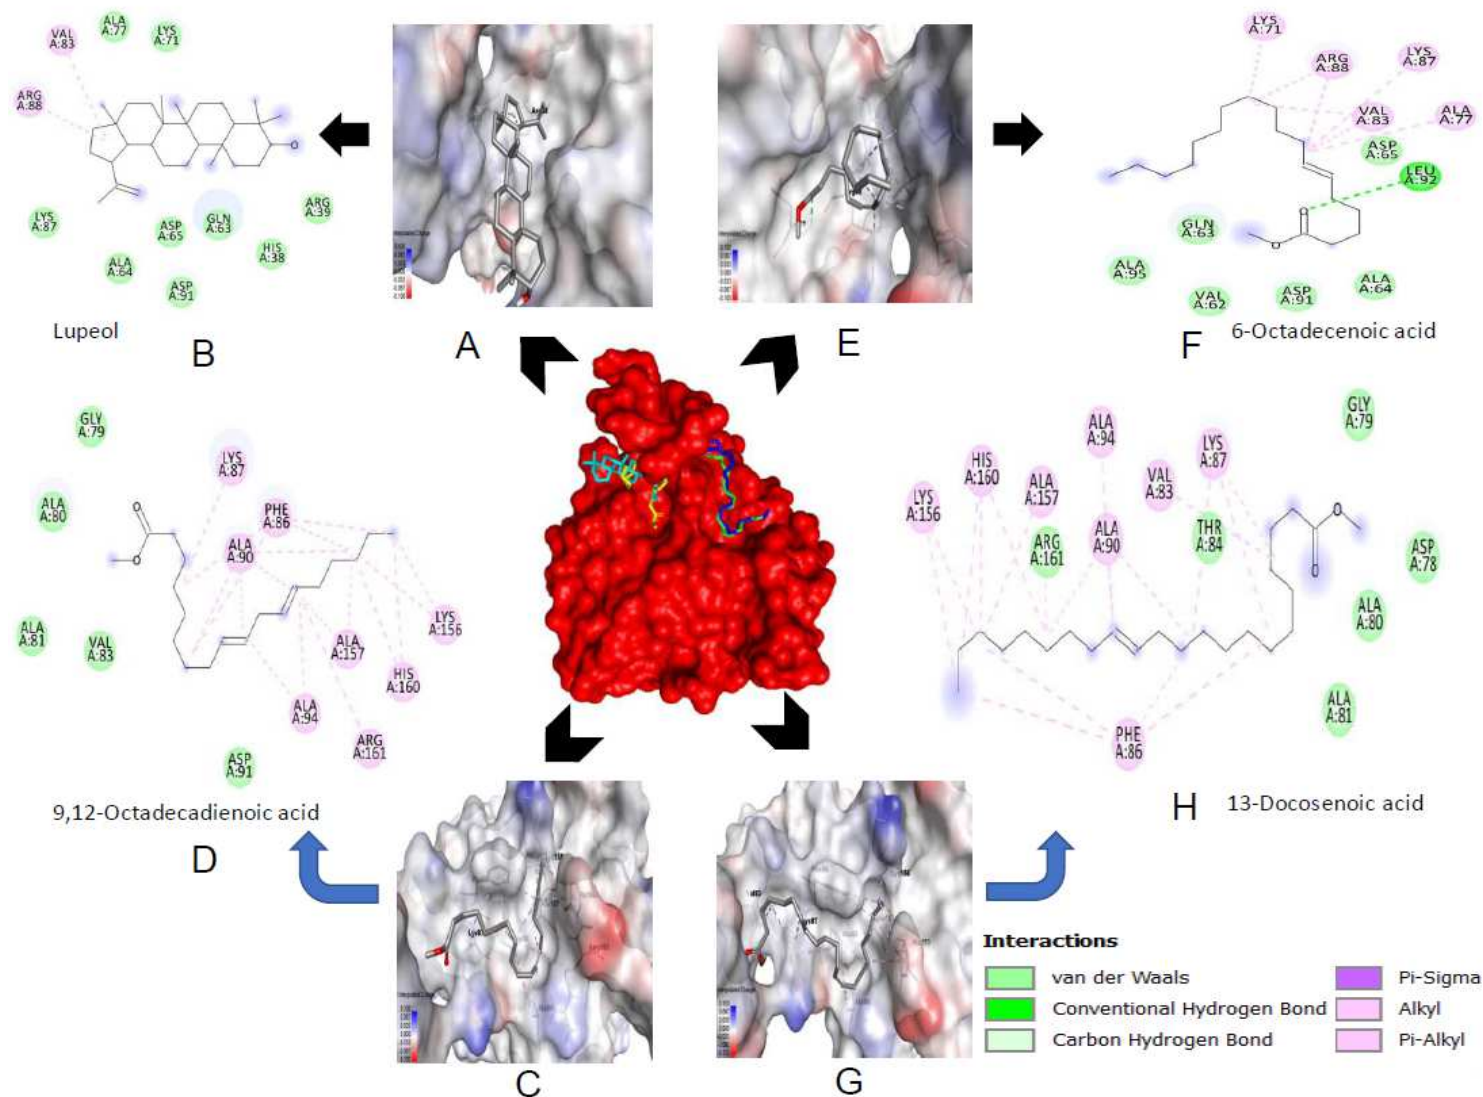 ALA
A:77
LYS
A:71
VAL
A:83
ARG
A:88
O
LYS
A:87
ALA
A:64
ASP
A:65
GLN
A:63
ARG
A:39
HIS
A:38
ASP
A:91
Lupeol
B
A
E
LYS
A:71
ARG
A:88
LYS
A:87
VAL
A:83
ALA
A:77
ASP
A:65
LEU
A:92
O
O
GLN
A:63
ALA
A:95
VAL
A:62
ASP
A:91
ALA
A:64
6-Octadecenoic acid
F
GLY
A:79
LYS
A:87
ALA
A:80
PHE
A:86
O
O
ALA
A:90
ALA
A:81
VAL
A:83
ALA
A:157
LYS
A:156
HIS
A:160
ALA
A:94
ARG
A:161
ASP
A:91
9,12-Octadecadienoic acid
D
GLY
A:79
ALA
A:94
LYS
A:87
HIS
A:160
ALA
A:157
VAL
A:83
LYS
A:156
ARG
A:161
ALA
A:90
THR
A:84
O
O
ASP
A:78
ALA
A:80
ALA
A:81
PHE
A:86
H
13-Docosenoic acid
C
G
Interactions
van der Waals
Conventional Hydrogen Bond
Carbon Hydrogen Bond
Pi-Sigma
Alkyl
Pi-Alkyl